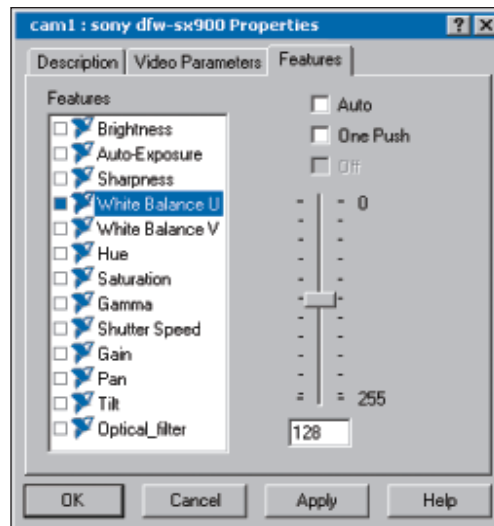 cam1 : sony dfw-sx900 Properties
Description Video Parameters Features
Features
Brightness
Auto-Exposure
Sharpness
White Balance U
White Balance V
Hue
Saturation
Gamma
Shutter Speed
Gain
Pan
Tilt
Optical_filter
Auto
One Push
Off
0
255
128
OK Cancel Apply Help